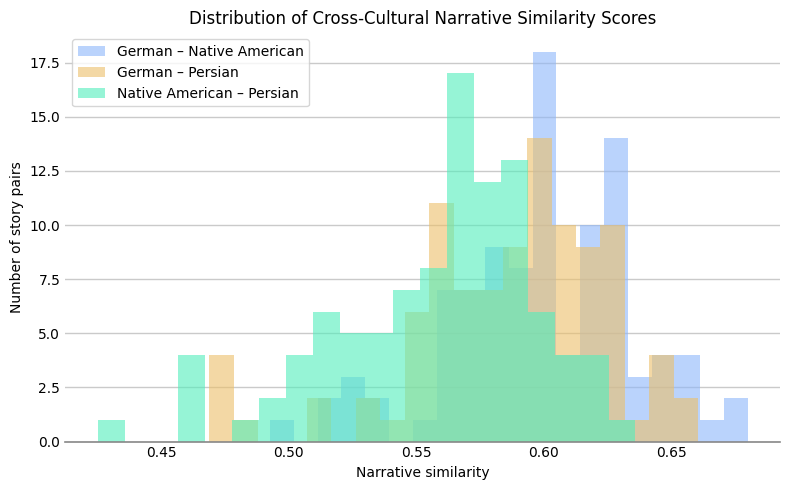 Distribution of Cross-Cultural Narrative Similarity Scores
German – Native American
German – Persian
Native American – Persian
Number of story pairs
17.5
15.0
12.5
10.0
7.5
5.0
2.5
0.0
0.45 0.50 0.55 0.60 0.65
Narrative similarity